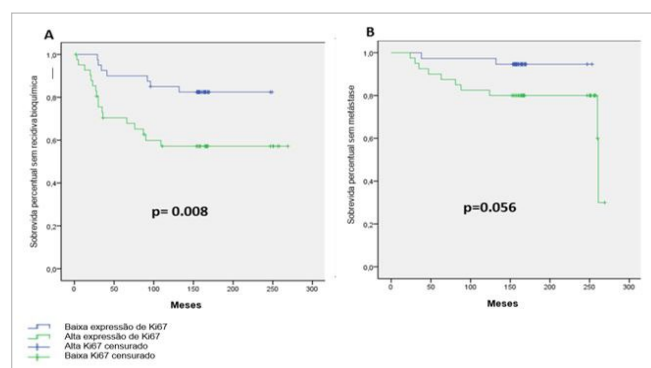 A
B
Sobrevida percentual sem recidiva bioquímica
1,0
0,8
0,6
0,4
0,2
0,0
p= 0.008
0
50
100
150
200
250
300
Meses
Sobrevida percentual sem metástase
1,0
0,8
0,6
0,4
0,2
0,0
p=0.056
0
50
100
150
200
250
300
Meses
Baixa expressão de Ki67
Alta expressão de Ki67
Alta Ki67 censurado
Baixa Ki67 censurado